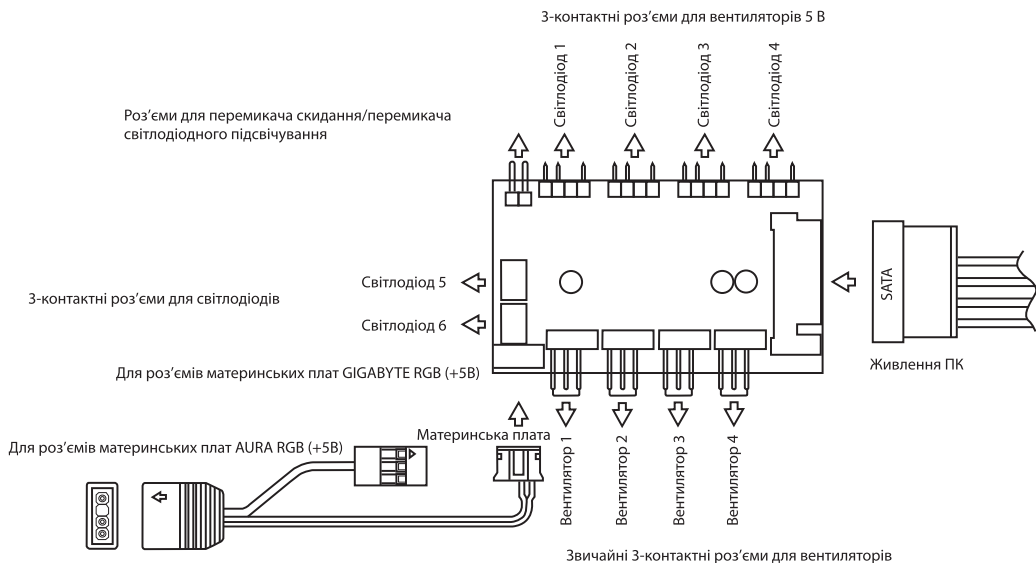 3-контактні роз’єми для вентиляторів 5 В
Світлодіод 1
Світлодіод 2
Світлодіод 3
Світлодіод 4
Роз’єми для перемикача скидання/перемикача
світлодіодного підсвічування
Світлодіод 5
3-контактні роз’єми для світлодіодів
Світлодіод 6
SATA
Живлення ПК
Для роз’ємів материнських плат GIGABYTE RGB (+5В)
Материнська плата
Для роз’ємів материнських плат AURA RGB (+5В)
Вентилятор 1
Вентилятор 2
Вентилятор 3
Вентилятор 4
Звичайні 3-контактні роз’єми для вентиляторів